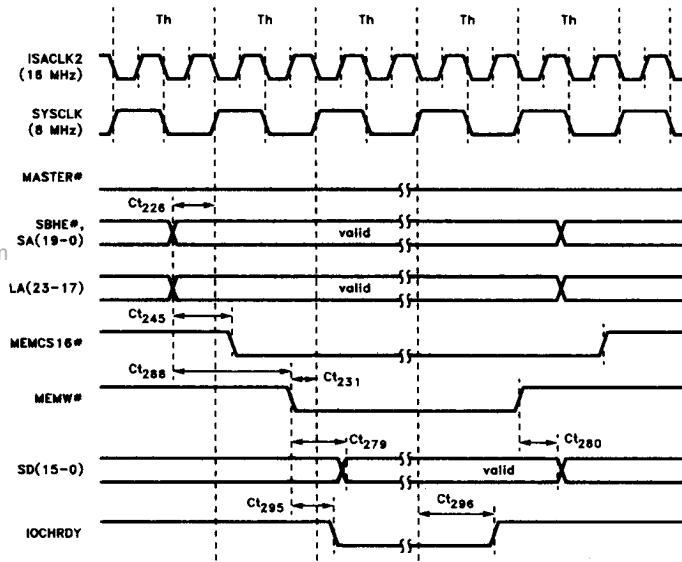 Th Th Th Th Th
ISACLK2
(16 MHz)
SYSCLK
(8 MHz)
MASTER#
Ct226
SBHE#,
SA(19-0)
valid
m
LA(23-17)
valid
Ct245
MEMCS16#
Ct288
Ct231
MEMW#
Ct279
Ct280
SD(15-0)
valid
Ct295
Ct296
IOCHRDY